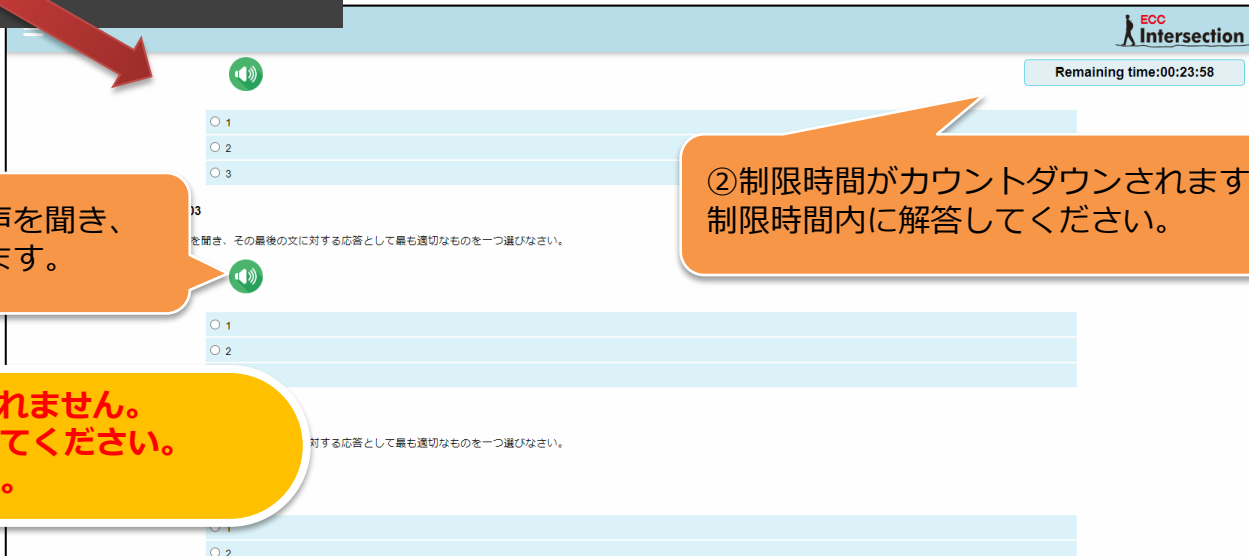 ECC
Intersection
Remaining time:00:23:58
1
2
3
②制限時間がカウントダウンされます
制限時間内に解答してください。
声を聞き、
ます。
03
を聞き、その最後の文に対する応答として最も適切なものを一つ選びなさい。
1
2
れません。
てください。
。
対する応答として最も適切なものを一つ選びなさい。
1
2